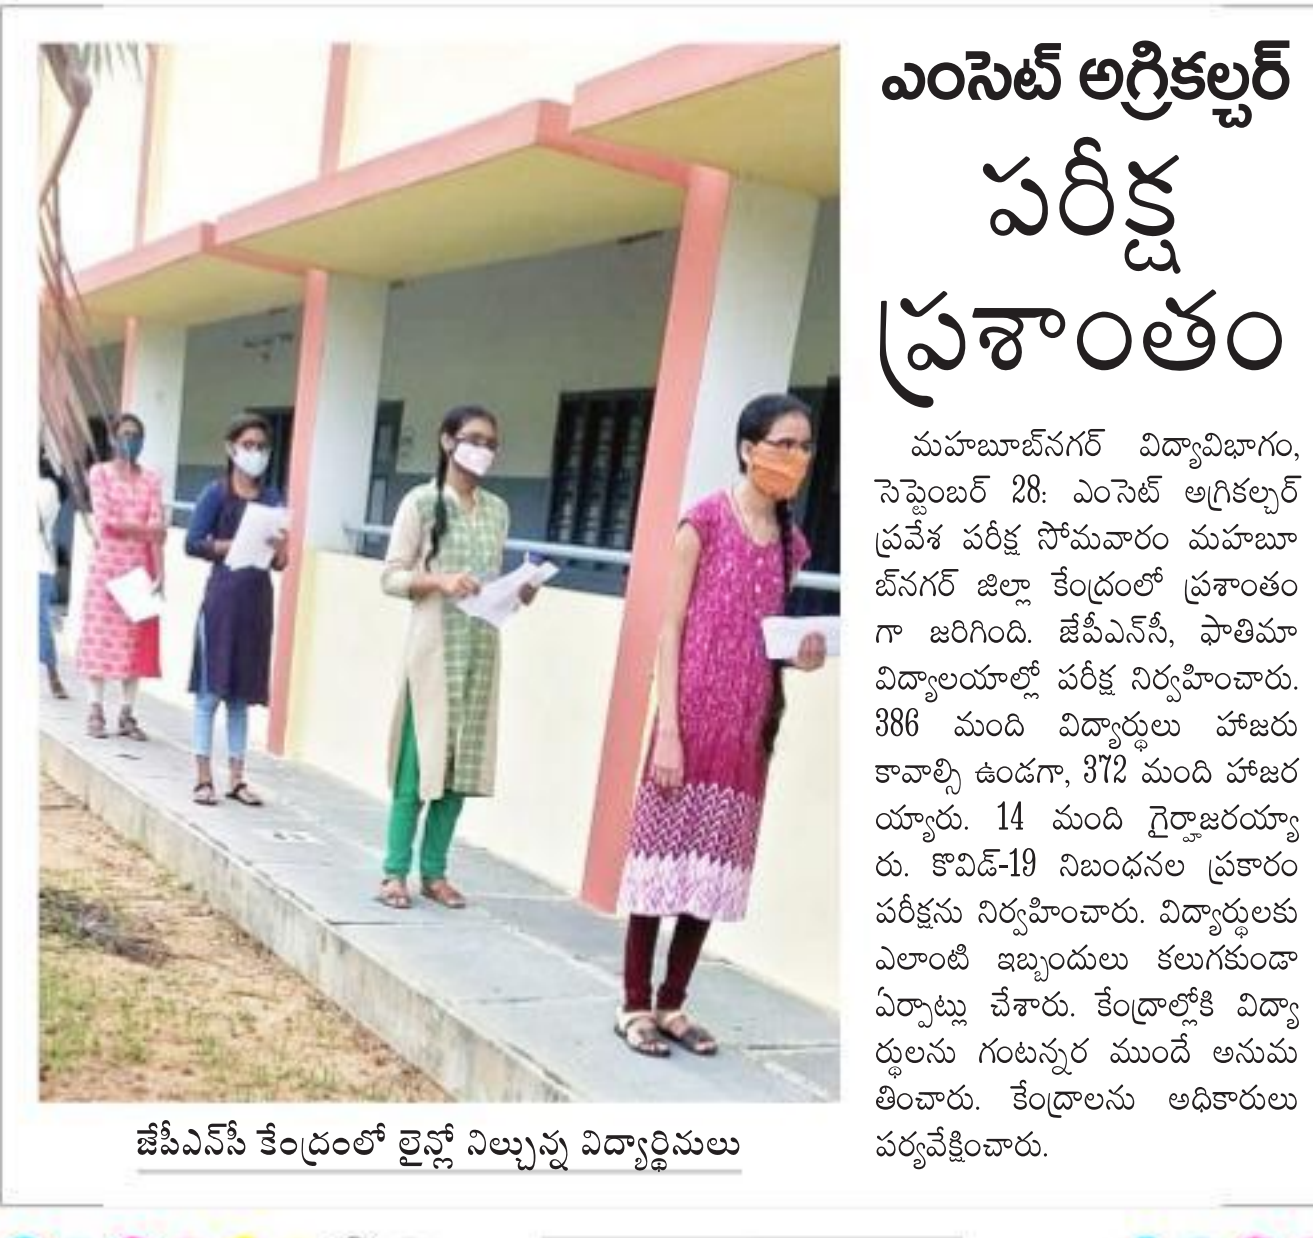 ఎంసెట్ అగ్రికల్చర్
పరీక్ష
ప్రశాంతం
మహబూబ్‌నగర్ విద్యావిభాగం,
సెప్టెంబర్ 28: ఎంసెట్ అగ్రికల్చర్
ప్రవేశ పరీక్ష సోమవారం మహబూ
బ్‌నగర్ జిల్లా కేంద్రంలో ప్రశాంతం
గా జరిగింది. జేపీఎన్‌సీ, ఫాతిమా
విద్యాలయాల్లో పరీక్ష నిర్వహించారు.
386 మంది విద్యార్థులు హాజరు
కావాల్సి ఉండగా, 372 మంది హాజర
య్యారు. 14 మంది గైర్హాజరయ్యా
రు. కొవిడ్-19 నిబంధనల ప్రకారం
పరీక్షను నిర్వహించారు. విద్యార్థులకు
ఎలాంటి ఇబ్బందులు కలుగకుండా
ఏర్పాట్లు చేశారు. కేంద్రాల్లోకి విద్యా
ర్థులను గంటన్నర ముందే అనుమ
తించారు. కేంద్రాలను అధికారులు
పర్యవేక్షించారు.
జేపీఎన్‌సీ కేంద్రంలో లైన్లో నిల్చున్న విద్యార్థినులు